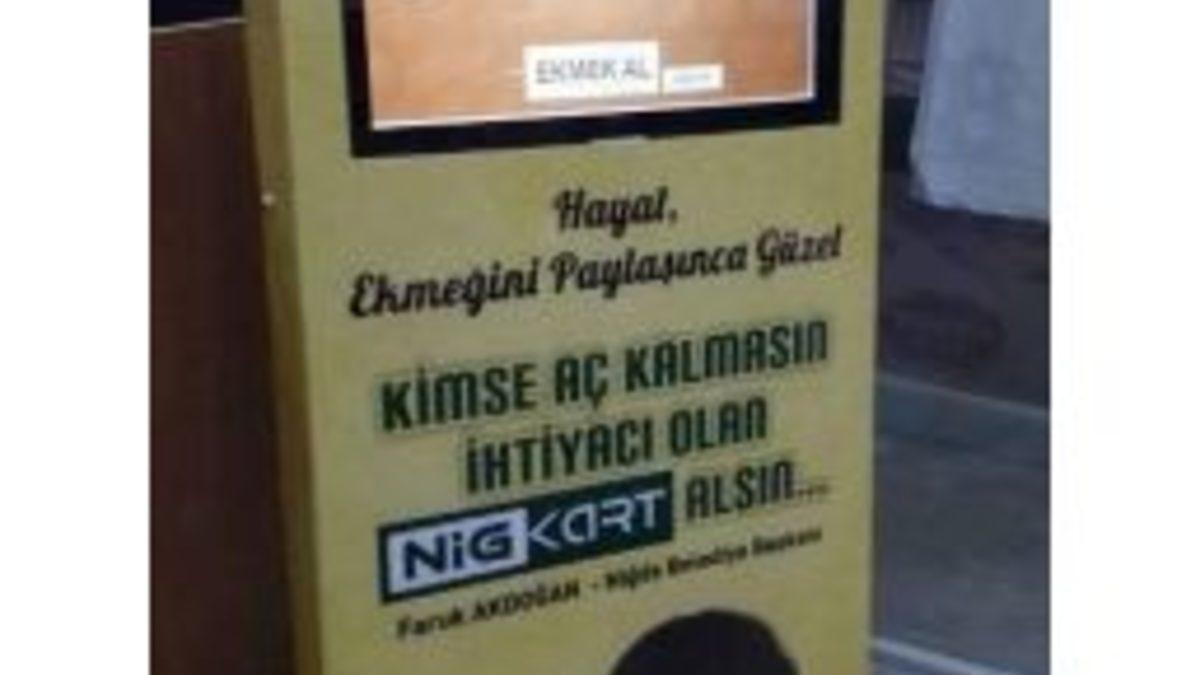 EKMEK AL
Hayat,
Ekmeğini Paylaşınca Güzel
KİMSE AÇ KALMASIN
İHTİYACI OLAN
NiGKART ALSIN...
Faruk AKDOĞAN - Niğde Belediye Başkanı